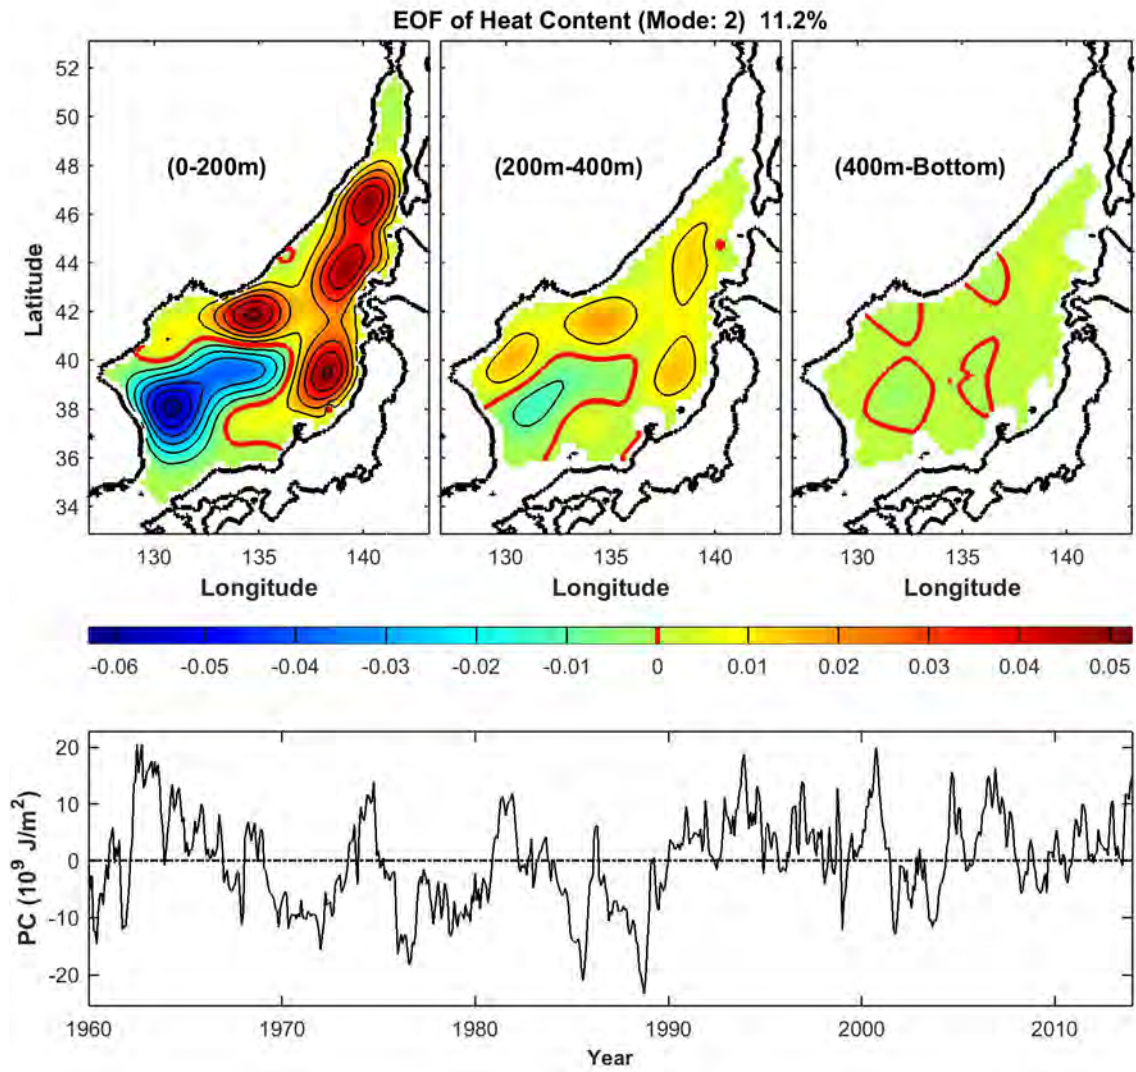 EOF of Heat Content (Mode: 2) 11.2%
(0-200m) (200m-400m) (400m-Bottom)
Latitude
52
50
48
46
44
42
40
38
36
34
130 135 140 130 135 140 130 135 140
Longitude Longitude Longitude
-0.06 -0.05 -0.04 -0.03 -0.02 -0.01 0 0.01 0.02 0.03 0.04 0.05
PC (10⁹ J/m²)
20
10
0
-10
-20
1960 1970 1980 1990 2000 2010
Year